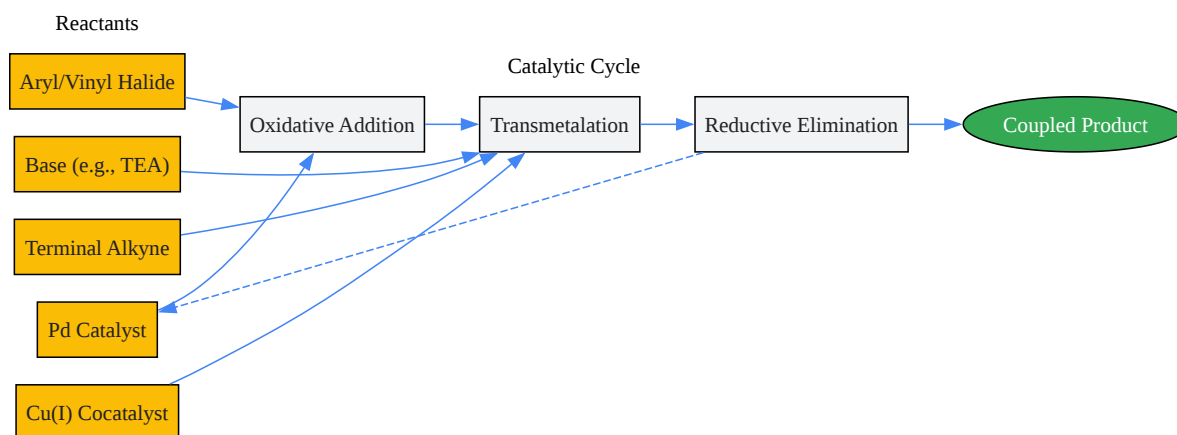 Reactants
Aryl/Vinyl Halide
Base (e.g., TEA)
Terminal Alkyne
Pd Catalyst
Cu(I) Cocatalyst
Catalytic Cycle
Oxidative Addition
Transmetalation
Reductive Elimination
Coupled Product